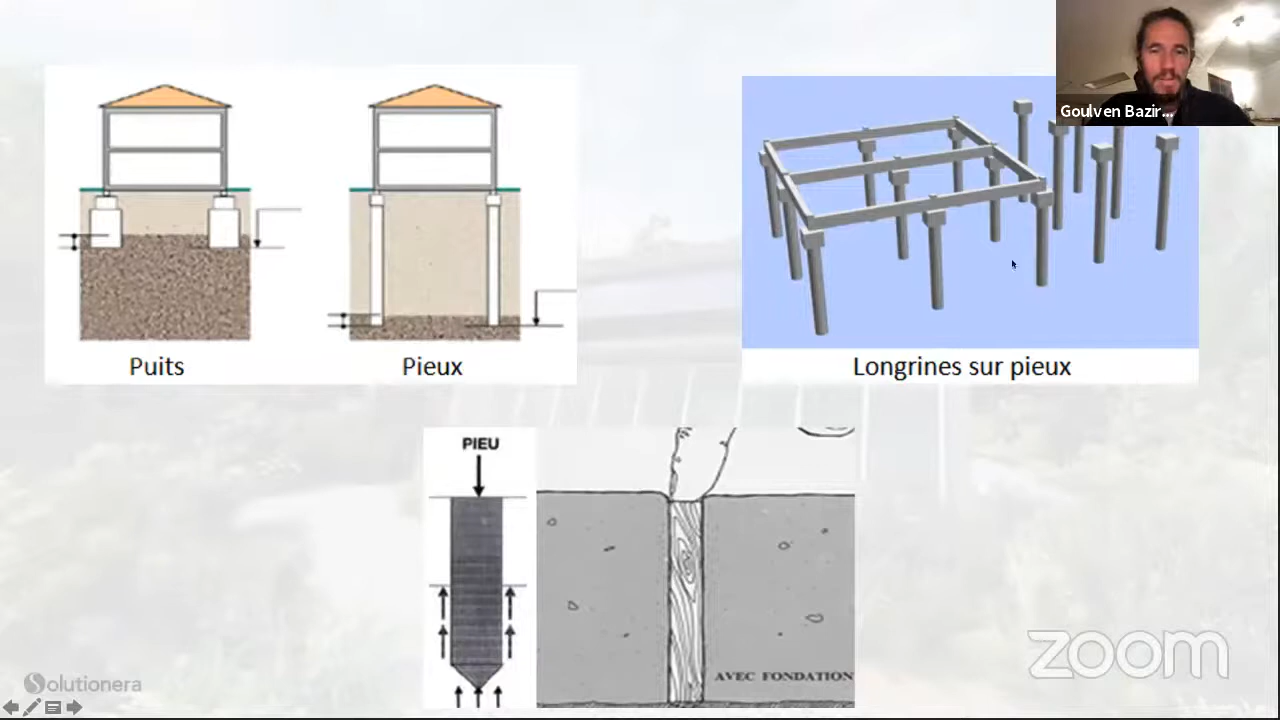 Goulven Bazir...
Puits
Pieux
Longrines sur pieux
PIEU
AVEC FONDATION
zoom
Solutionera